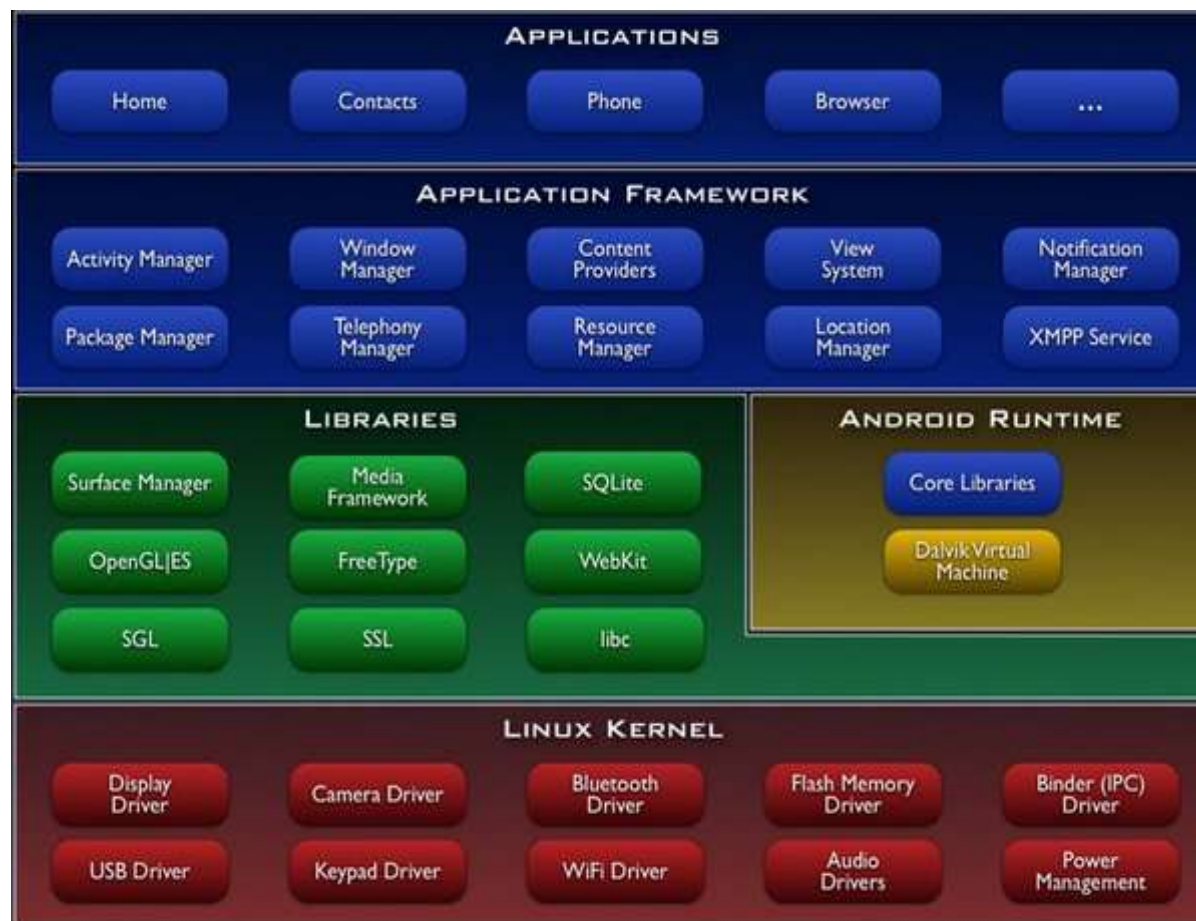 APPLICATIONS
Home
Contacts
Phone
Browser
...
APPLICATION FRAMEWORK
Activity Manager
Window
Manager
Content
Providers
View
System
Notification
Manager
Package Manager
Telephony
Manager
Resource
Manager
Location
Manager
XMPP Service
LIBRARIES
Surface Manager
Media
Framework
SQLite
OpenGL|ES
FreeType
WebKit
SGL
SSL
libc
ANDROID RUNTIME
Core Libraries
Dalvik Virtual
Machine
LINUX KERNEL
Display
Driver
Camera Driver
Bluetooth
Driver
Flash Memory
Driver
Binder (IPC)
Driver
USB Driver
Keypad Driver
WiFi Driver
Audio
Drivers
Power
Management